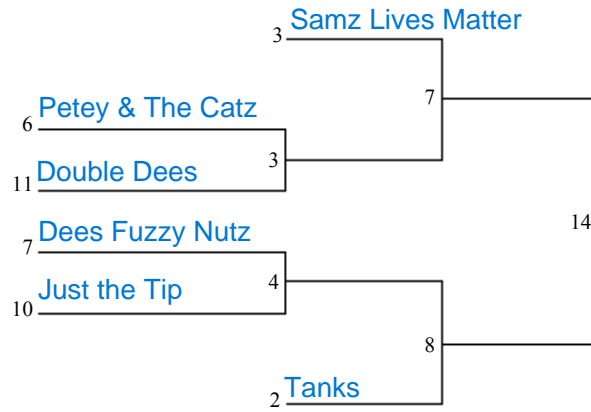 Samz Lives Matter
3
7
Petey & The Catz
6
3
Double Dees
11
14
Dees Fuzzy Nutz
7
4
Just the Tip
10
8
Tanks
2